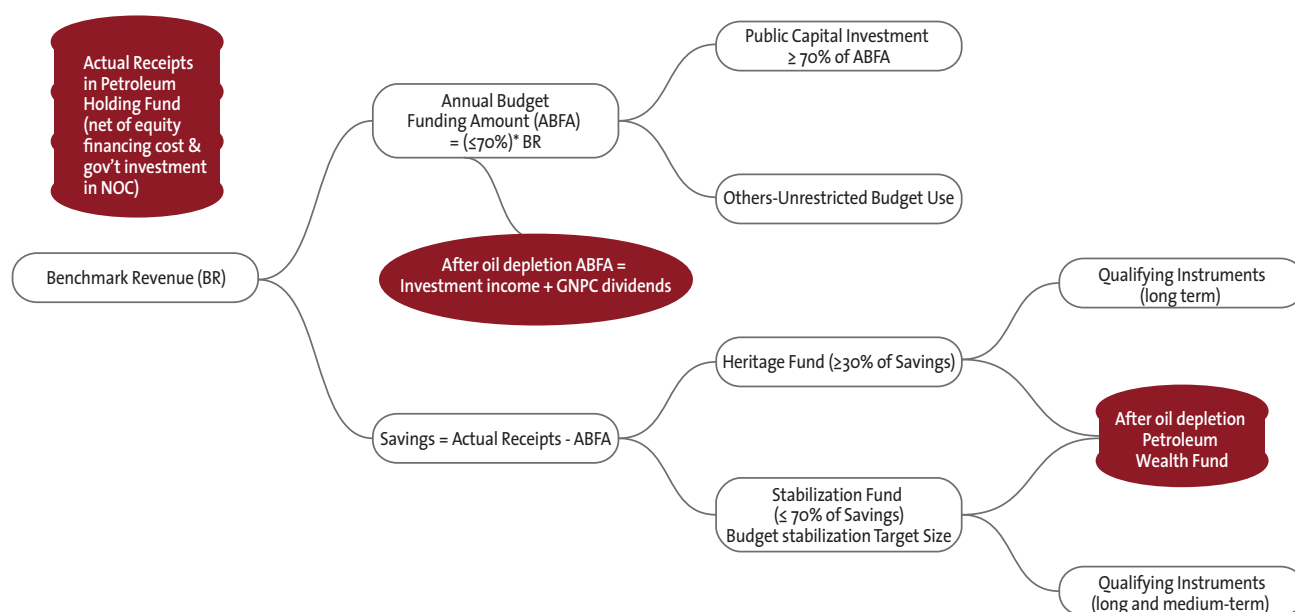 Actual Receipts
in Petroleum
Holding Fund
(net of equity
financing cost &
gov't investment
in NOC)
Benchmark Revenue (BR)
Annual Budget
Funding Amount (ABFA)
= (≤70%)* BR
After oil depletion ABFA =
Investment income + GNPC dividends
Savings = Actual Receipts - ABFA
Public Capital Investment
≥ 70% of ABFA
Others-Unrestricted Budget Use
Heritage Fund (≥30% of Savings)
Stabilization Fund
(≤ 70% of Savings)
Budget stabilization Target Size
Qualifying Instruments
(long term)
After oil depletion
Petroleum
Wealth Fund
Qualifying Instruments
(long and medium-term)